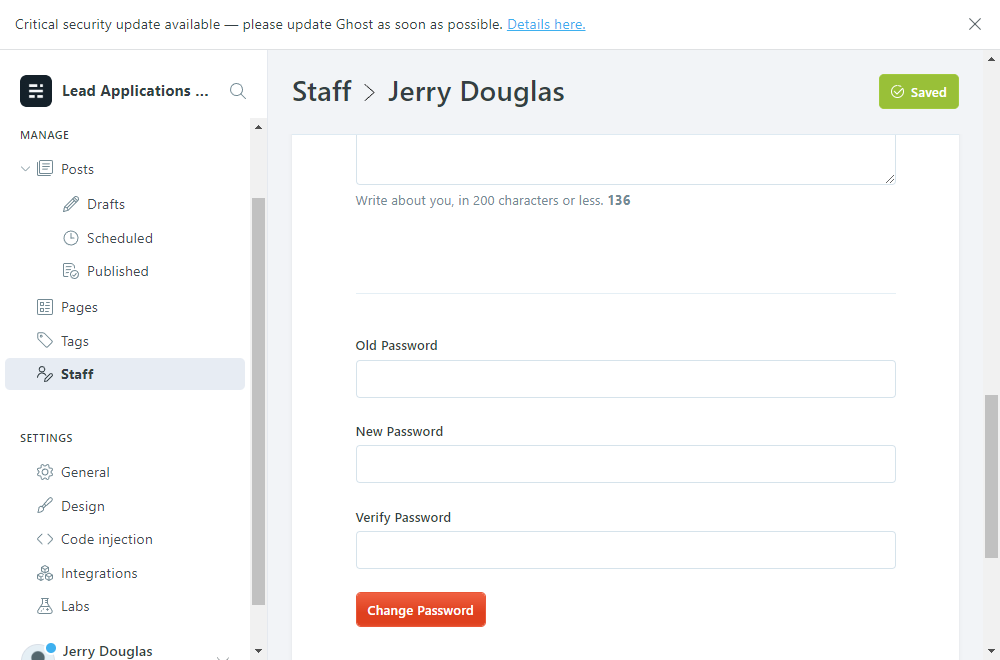 Critical security update available — please update Ghost as soon as possible. Details here.
Lead Applications ...
Staff > Jerry Douglas
Saved
MANAGE
Posts
Drafts
Scheduled
Published
Pages
Tags
Staff
SETTINGS
General
Design
Code injection
Integrations
Labs
Jerry Douglas
Write about you, in 200 characters or less. 136
Old Password
New Password
Verify Password
Change Password